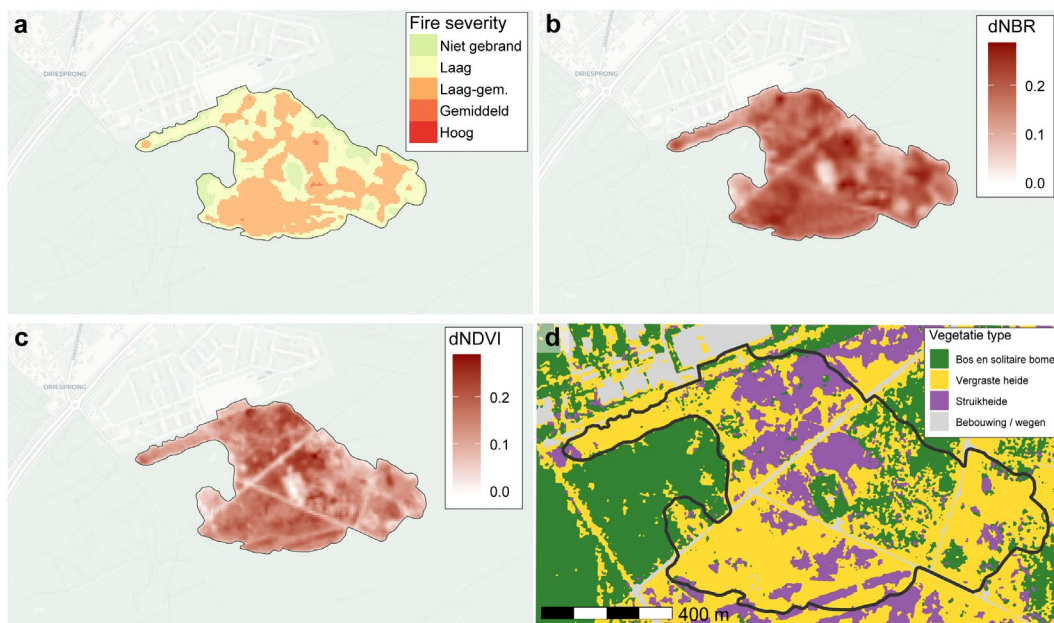 a
Fire severity
Niet gebrand
Laag
Laag-gem.
Gemiddeld
Hoog
DRIESPRONG
b
dNBR
0.2
0.1
0.0
DRIESPRONG
c
dNDVI
0.2
0.1
0.0
DRIESPRONG
d
Vegetatie type
Bos en solitaire bome
Vergraste heide
Struikheide
Bebouwing / wegen
400 m